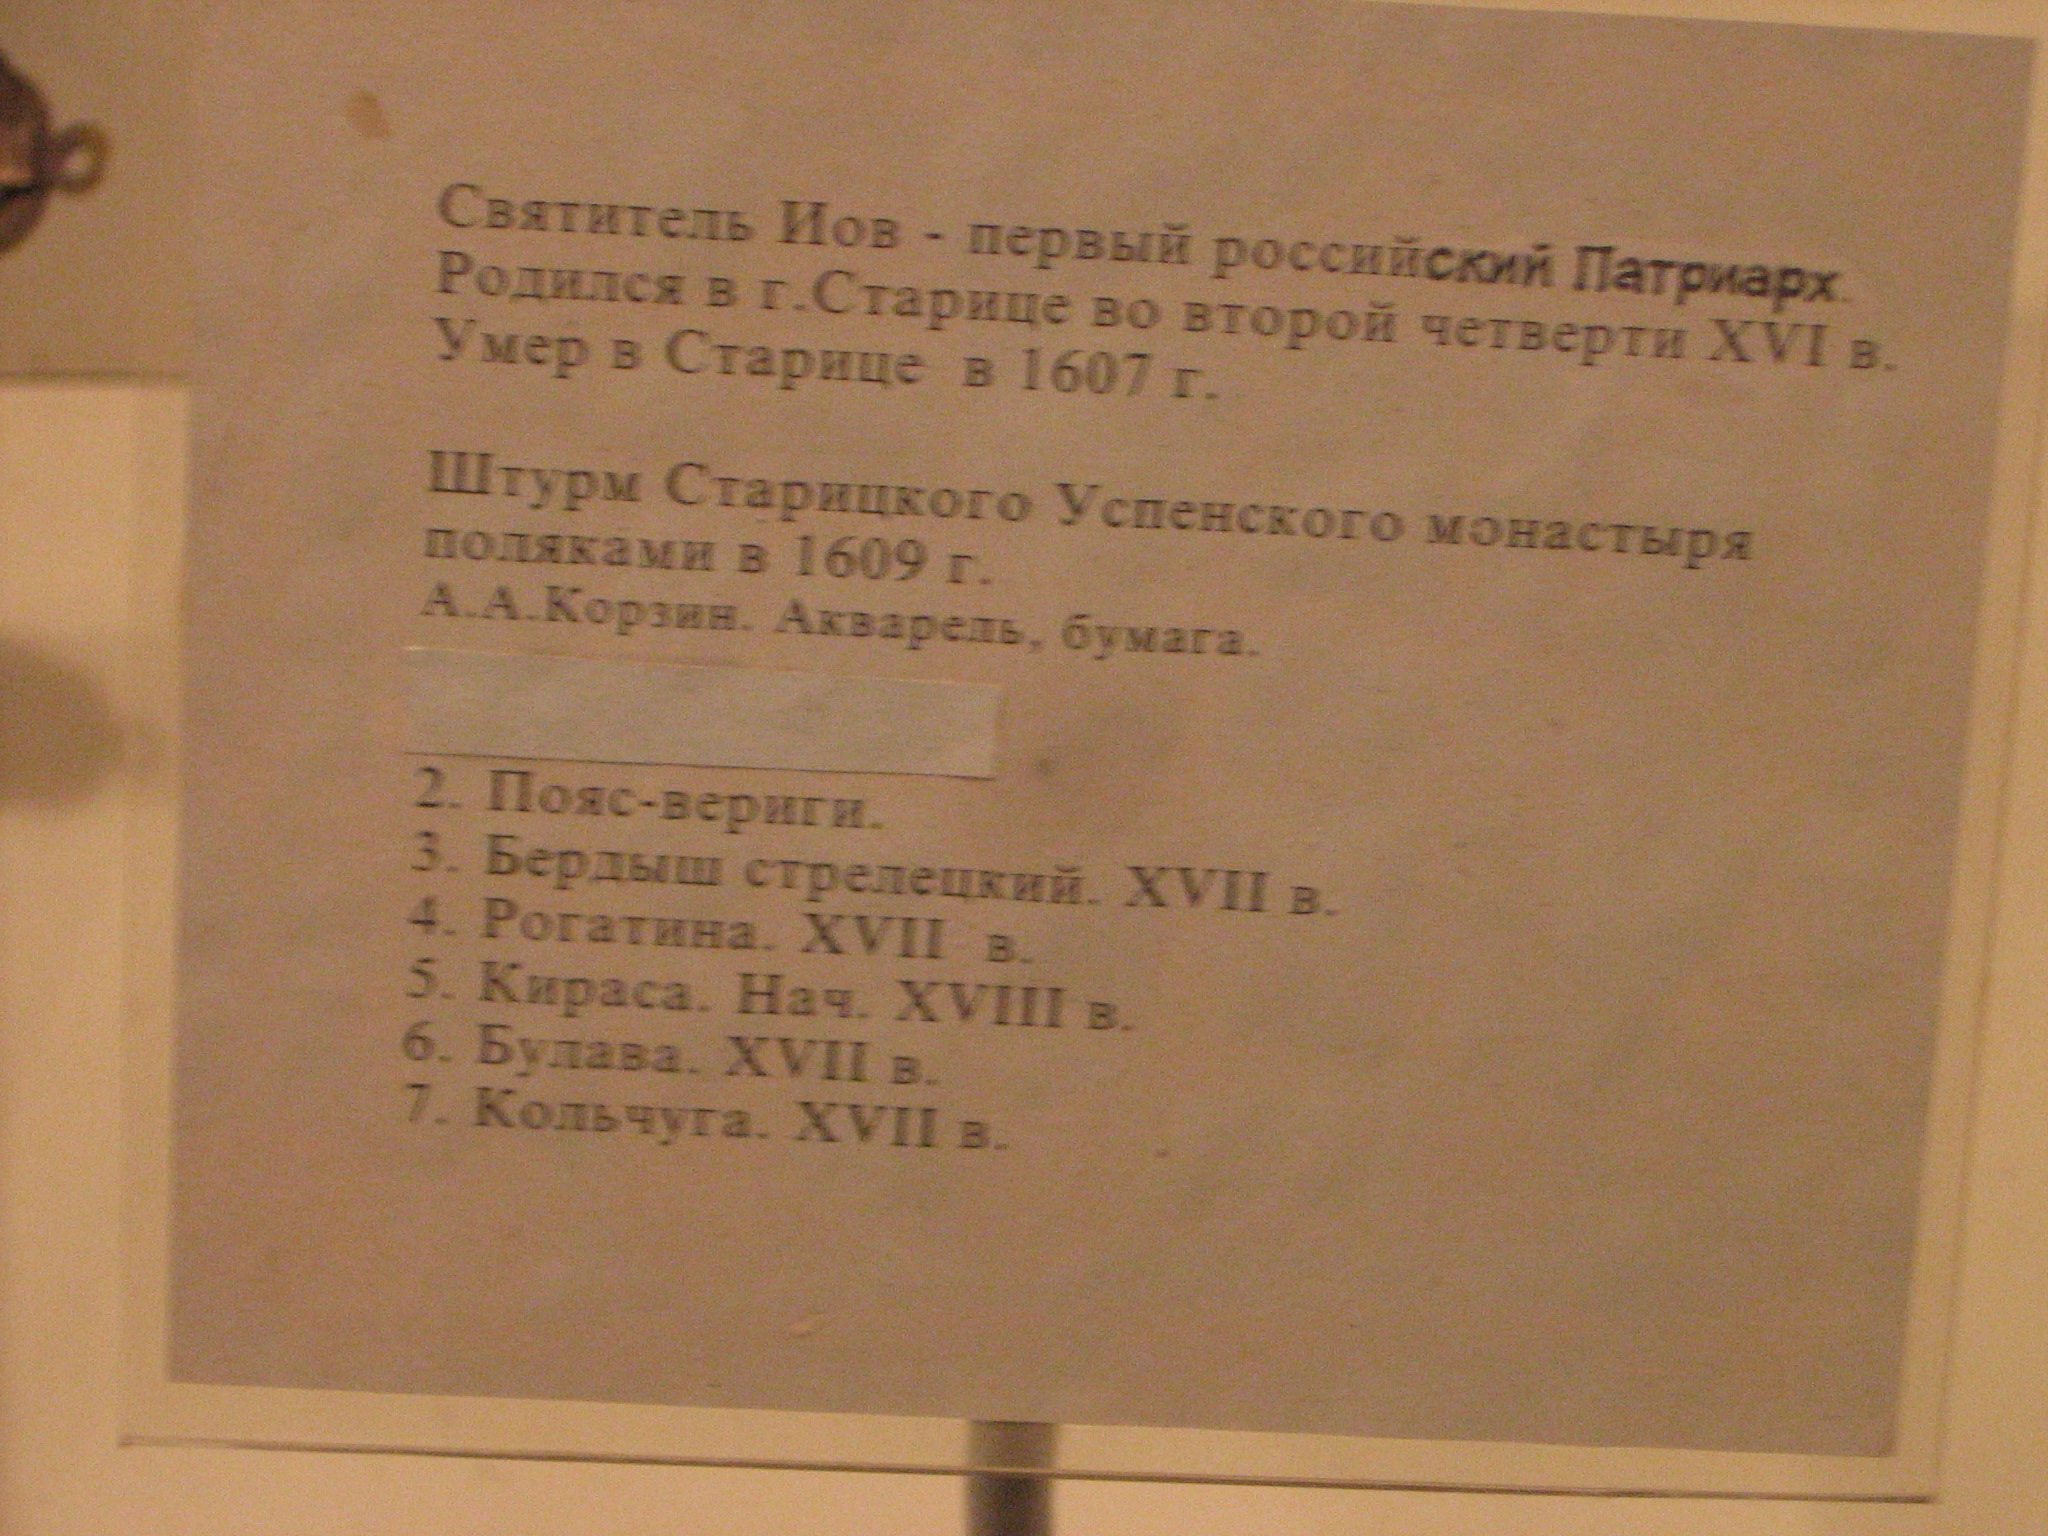 Святитель Иов - первый российский Патриарх.
Родился в г.Старице во второй четверти XVI в.
Умер в Старице в 1607 г.
Штурм Старицкого Успенского монастыря
поляками в 1609 г.
А.А.Корзин. Акварель, бумага.
2. Пояс-вериги.
3. Бердыш стрелецкий. XVII в.
4. Рогатина. XVII в.
5. Кираса. Нач. XVIII в.
6. Булава. XVII в.
7. Кольчуга. XVII в.